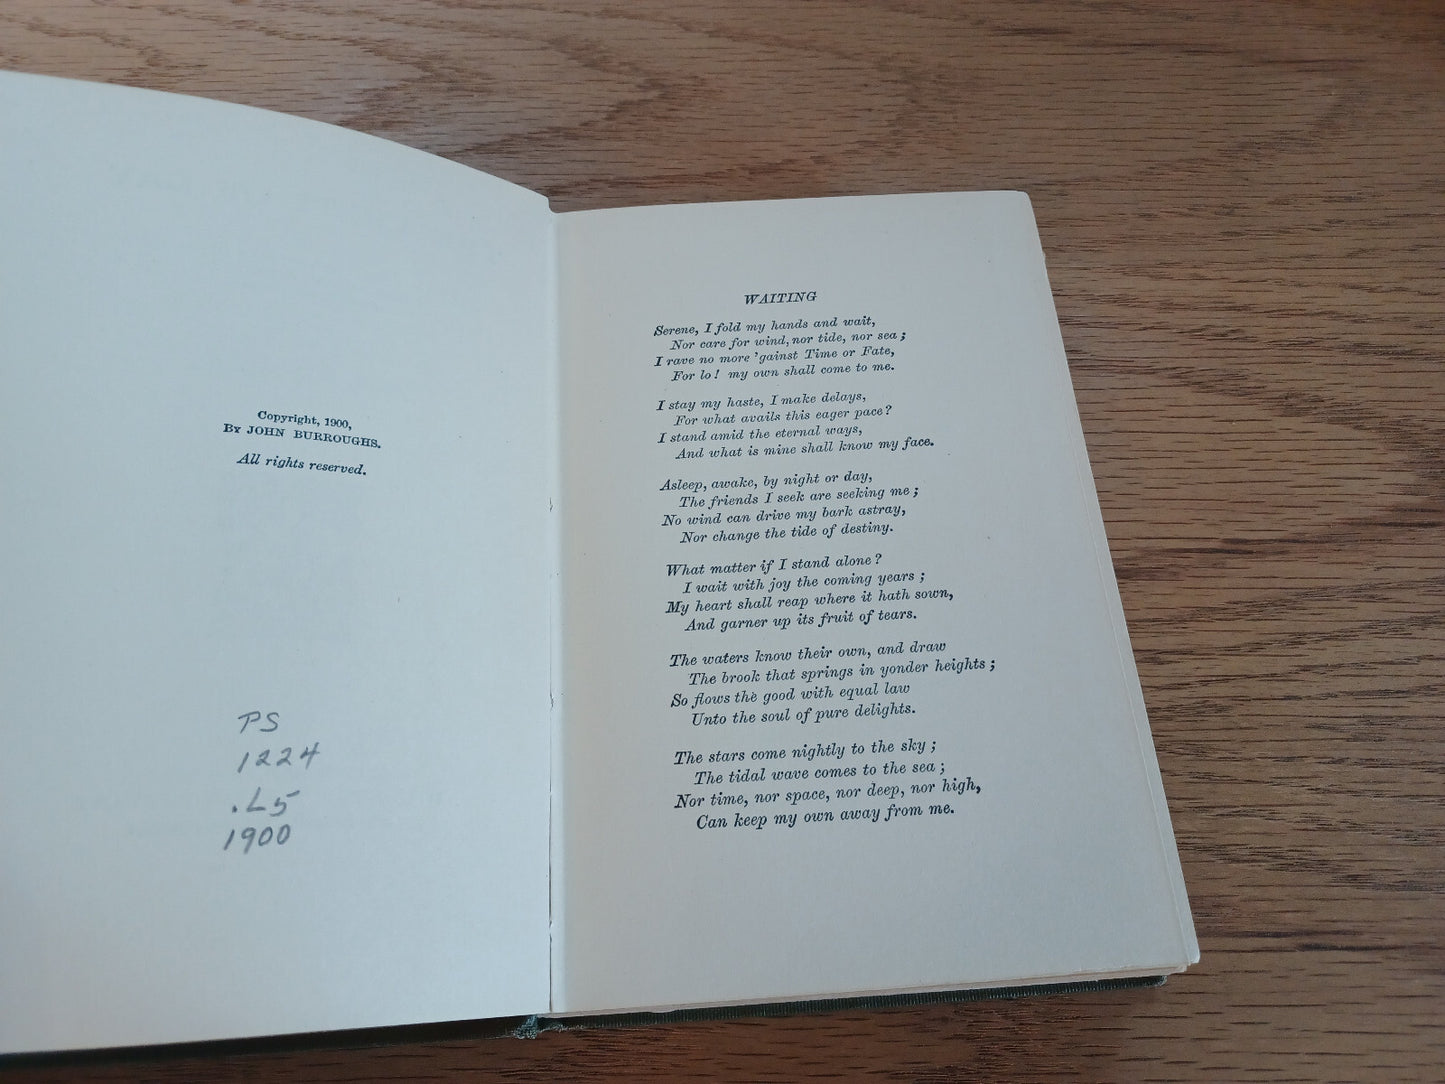 Copyright, 1900,
By JOHN BURROUGHS.
All rights reserved.
PS
1224
.L5
1900
WAITING
Serene, I fold my hands and wait,
Nor care for wind, nor tide, nor sea;
I rave no more 'gainst Time or Fate,
For lo! my own shall come to me.
I stay my haste, I make delays,
For what avails this eager pace?
I stand amid the eternal ways,
And what is mine shall know my face.
Asleep, awake, by night or day,
The friends I seek are seeking me;
No wind can drive my bark astray,
Nor change the tide of destiny.
What matter if I stand alone?
I wait with joy the coming years;
My heart shall reap where it hath sown,
And garner up its fruit of tears.
The waters know their own, and draw
The brook that springs in yonder heights;
So flows the good with equal law
Unto the soul of pure delights.
The stars come nightly to the sky;
The tidal wave comes to the sea;
Nor time, nor space, nor deep, nor high,
Can keep my own away from me.